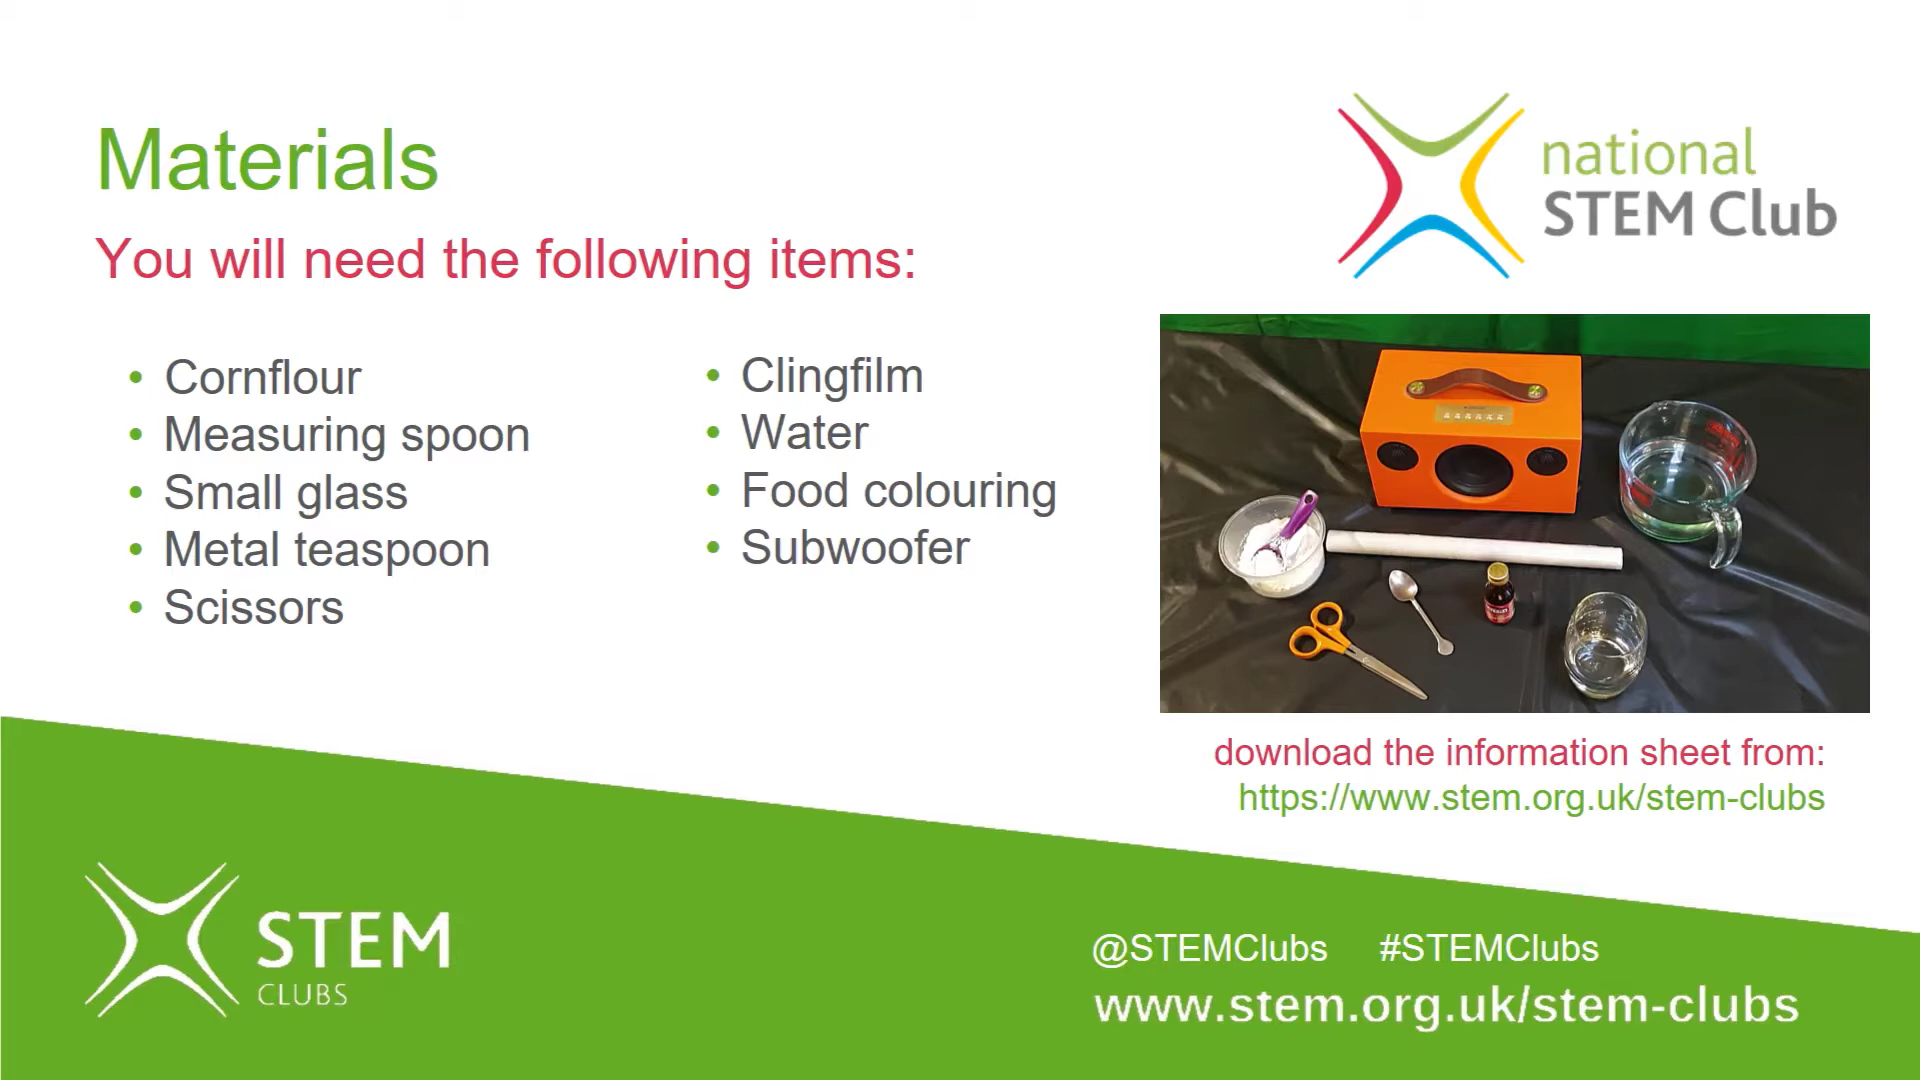 Materials
You will need the following items:
• Cornflour
• Measuring spoon
• Small glass
• Metal teaspoon
• Scissors
• Clingfilm
• Water
• Food colouring
• Subwoofer
national
STEM Club
download the information sheet from:
https://www.stem.org.uk/stem-clubs
STEM
CLUBS
@STEMClubs #STEMClubs
www.stem.org.uk/stem-clubs